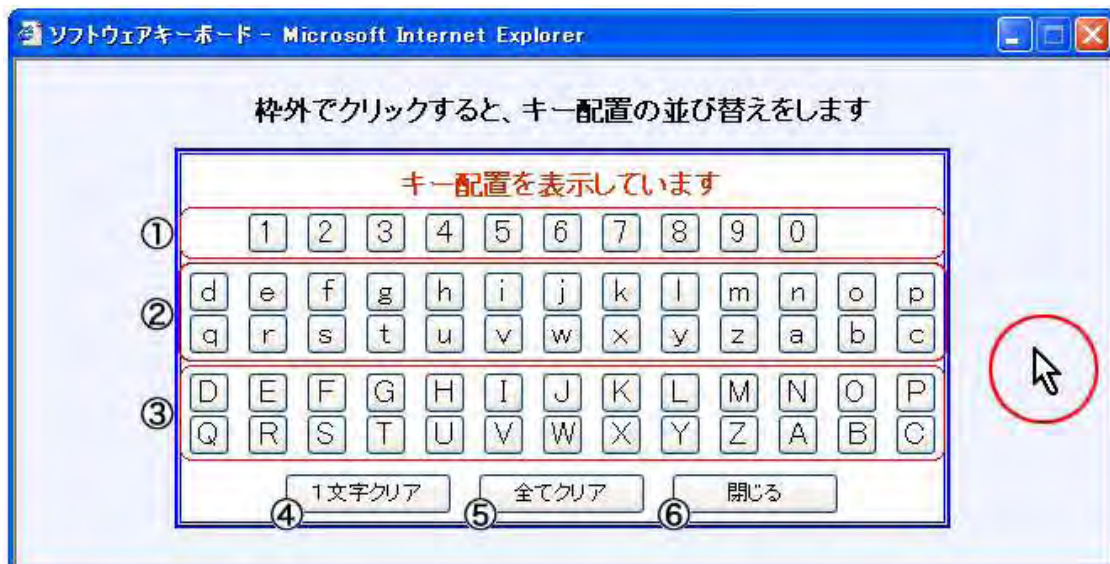 ソフトウェアキーボード - Microsoft Internet Explorer
枠外でクリックすると、キー配置の並び替えをします
キー配置を表示しています
① 1 2 3 4 5 6 7 8 9 0
② d e f g h i j k l m n o p
q r s t u v w x y z a b c
③ D E F G H I J K L M N O P
Q R S T U V W X Y Z A B C
④ 1文字クリア ⑤ 全てクリア ⑥ 閉じる